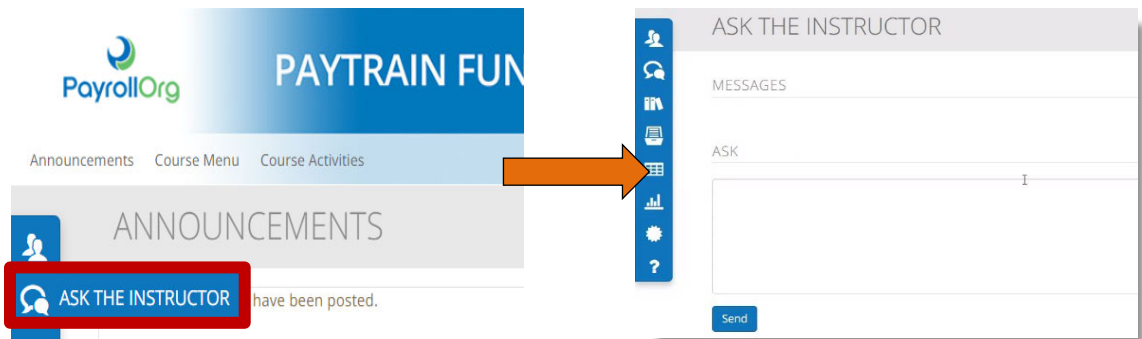 PayrollOrg
PAYTRAIN FUN
Announcements Course Menu Course Activities
ANNOUNCEMENTS
ASK THE INSTRUCTOR have been posted.
ASK THE INSTRUCTOR
MESSAGES
ASK
?
Send